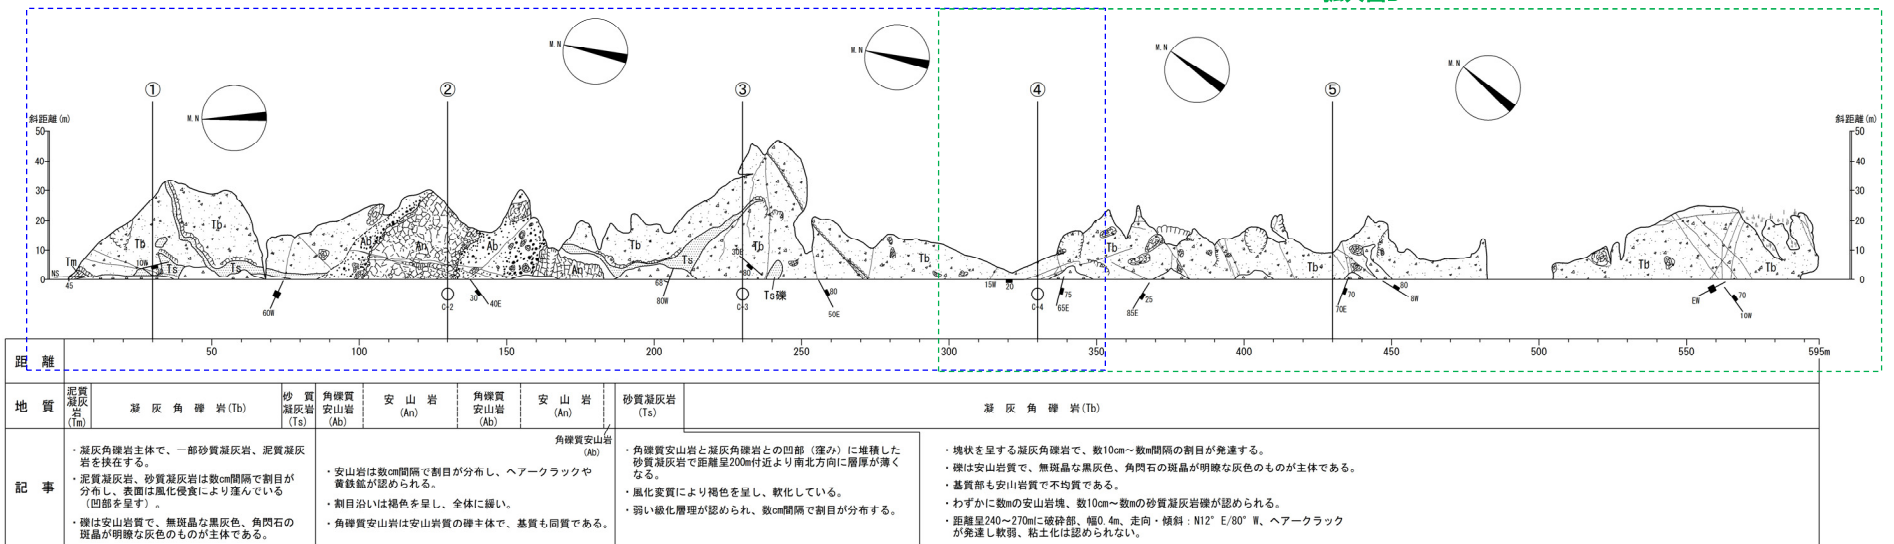 M.N
M.N
M.N
M.N
M.N
①
②
③
④
⑤
斜距離(m)
斜距離(m)
50
40
30
20
10
0
50
40
30
20
10
0
NS
Tm
Tb
10W
Ts
Tb
Ts
Ab
An
Ab
An
Tb
Ts
30E
80
Tb
Ts礫
Tb
Tb
Tb
Tb
Tb
45
60W
C-2
30
40E
68
80W
C-3
80
50E
15W
20
C-4
75
65E
25
85E
70
70E
80
8W
EW
70
10W
距 離
50
100
150
200
250
300
350
400
450
500
550
595m
地 質
泥質凝灰岩(Tm)
凝 灰 角 礫 岩(Tb)
砂 質凝灰岩(Ts)
角礫質安山岩(Ab)
安 山 岩(An)
角礫質安山岩(Ab)
安 山 岩(An)
角礫質安山岩(Ab)
砂質凝灰岩(Ts)
凝 灰 角 礫 岩(Tb)
記 事
・凝灰角礫岩主体で、一部砂質凝灰岩、泥質凝灰
岩を挟在する。
・泥質凝灰岩、砂質凝灰岩は数cm間隔で割目が
分布し、表面は風化侵食により窪んでいる
(凹部を呈す)。
・礫は安山岩質で、無斑晶な黒灰色、角閃石の
斑晶が明瞭な灰色のものが主体である。
・安山岩は数cm間隔で割目が分布し、ヘアークラックや
黄鉄鉱が認められる。
・割目沿いは褐色を呈し、全体に緩い。
・角礫質安山岩は安山岩質の礫主体で、基質も同質である。
・角礫質安山岩と凝灰角礫岩との凹部(窪み)に堆積した
砂質凝灰岩で距離呈200m付近より南北方向に層厚が薄く
なる。
・風化変質により褐色を呈し、軟化している。
・弱い級化層理が認められ、数cm間隔で割目が分布する。
・塊状を呈する凝灰角礫岩で、数10cm～数m間隔の割目が発達する。
・礫は安山岩質で、無斑晶な黒灰色、角閃石の斑晶が明瞭な灰色のものが主体である。
・基質部も安山岩質で不均質である。
・わずかに数mの安山岩塊、数10cm～数mの砂質凝灰岩礫が認められる。
・距離呈240～270mに破砕部、幅0.4m、走向・傾斜：N12°E/80°W、ヘアークラック
が発達し軟弱、粘土化は認められない。